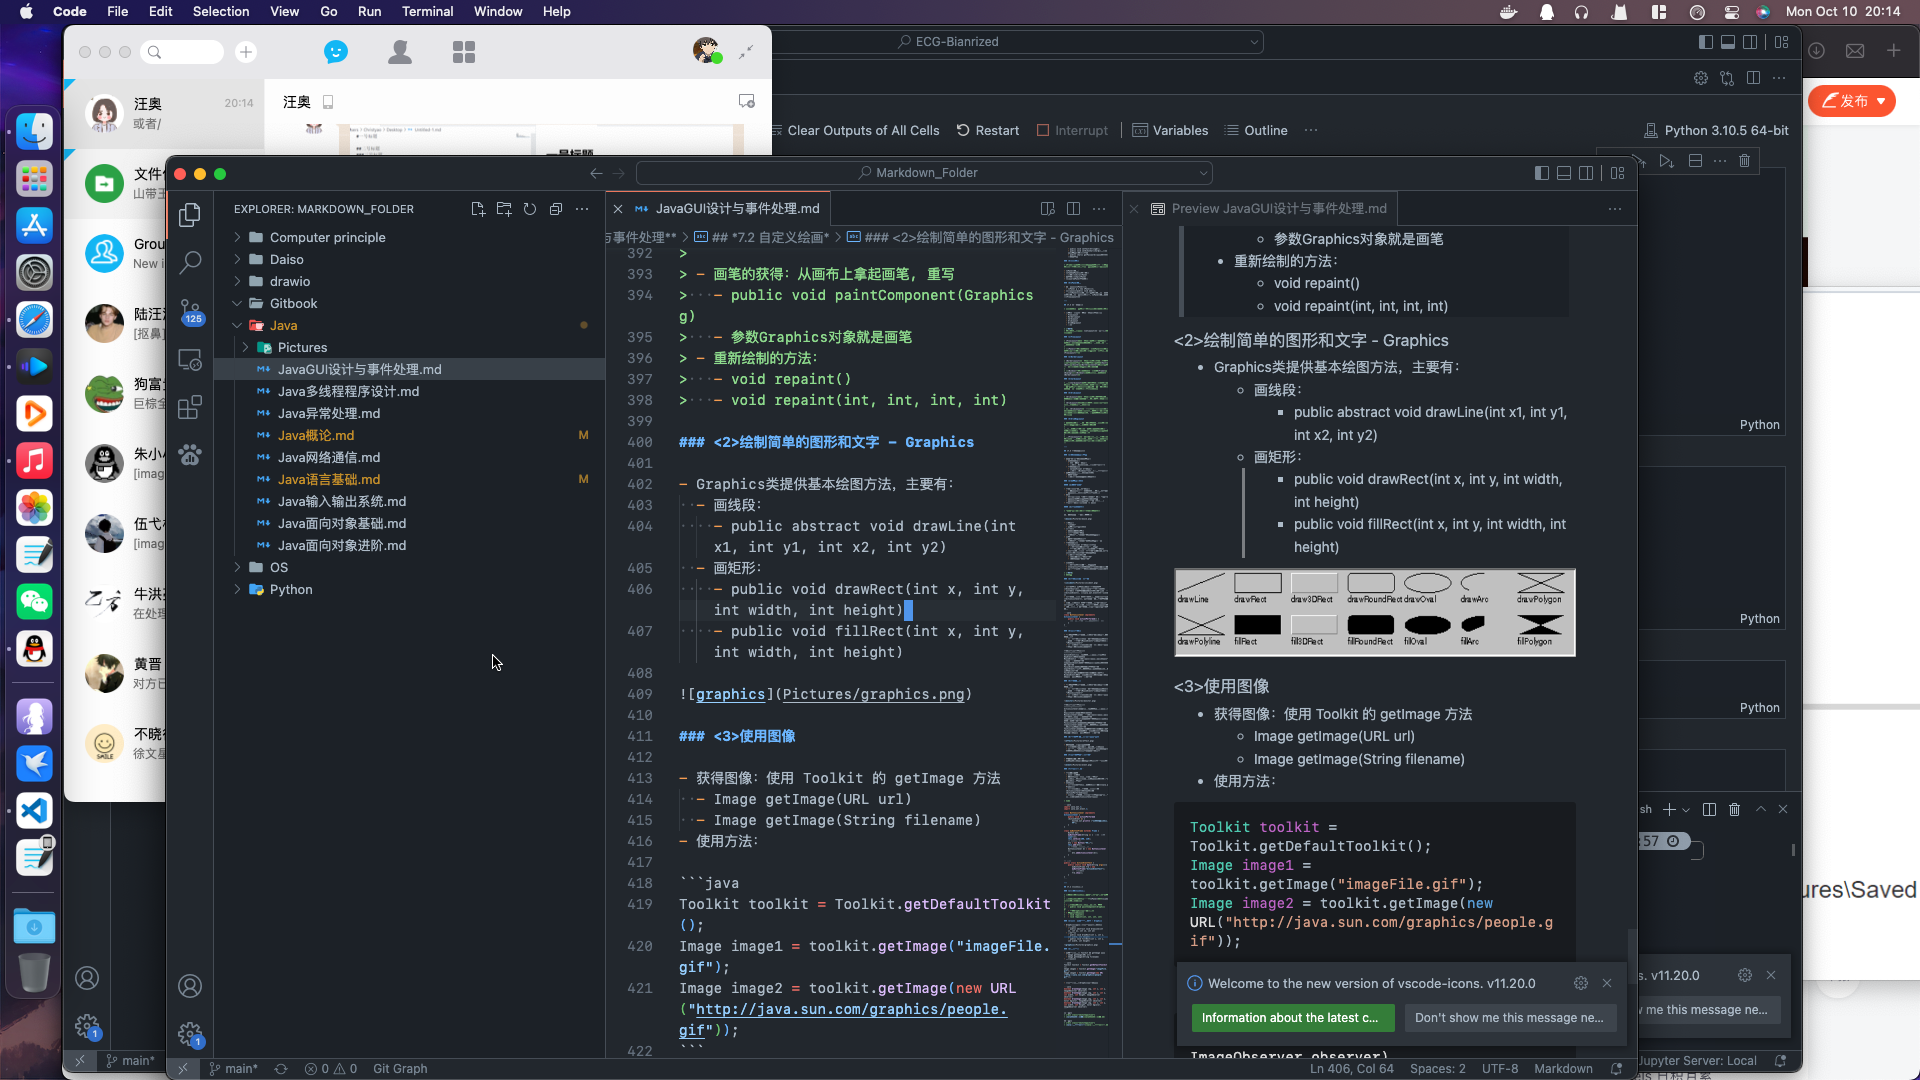 Code File Edit Selection View Go Run Terminal Window Help
Mon Oct 10 20:14
ECG-Bianrized
汪奥 20:14
或者/
汪奥
文件
山带王
Grou
New i
陆汪
[抠鼻]
狗富
巨棕全
朱小
[imag
伍弋
[imag
牛洪
在处理
黄晋
对方已
不晓
徐文星
Clear Outputs of All Cells Restart Interrupt Variables Outline
Python 3.10.5 64-bit
发布
Markdown_Folder
EXPLORER: MARKDOWN_FOLDER
Computer principle
Daiso
drawio
Gitbook
Java
Pictures
JavaGUI设计与事件处理.md
Java多线程程序设计.md
Java异常处理.md
Java概论.md M
Java网络通信.md
Java语言基础.md M
Java输入输出系统.md
Java面向对象基础.md
Java面向对象进阶.md
OS
Python
125
JavaGUI设计与事件处理.md
与事件处理** > ## *7.2 自定义绘画* > ### <2>绘制简单的图形和文字 - Graphics
392 >
393 > - 画笔的获得：从画布上拿起画笔, 重写
394 > - public void paintComponent(Graphics
g)
395 > - 参数Graphics对象就是画笔
396 > - 重新绘制的方法：
397 > - void repaint()
398 > - void repaint(int, int, int, int)
399
400 ### <2>绘制简单的图形和文字 - Graphics
401
402 - Graphics类提供基本绘图方法，主要有：
403 - 画线段：
404 - public abstract void drawLine(int
x1, int y1, int x2, int y2)
405 - 画矩形：
406 - public void drawRect(int x, int y,
int width, int height)
407 - public void fillRect(int x, int y,
int width, int height)
408
409 ![graphics](Pictures/graphics.png)
410
411 ### <3>使用图像
412
413 - 获得图像：使用 Toolkit 的 getImage 方法
414 - Image getImage(URL url)
415 - Image getImage(String filename)
416 - 使用方法：
417
418 ```java
419 Toolkit toolkit = Toolkit.getDefaultToolkit
();
420 Image image1 = toolkit.getImage("imageFile.
gif");
421 Image image2 = toolkit.getImage(new URL
("http://java.sun.com/graphics/people.
gif"));
422 ```
Preview JavaGUI设计与事件处理.md
参数Graphics对象就是画笔
重新绘制的方法：
void repaint()
void repaint(int, int, int, int)
<2>绘制简单的图形和文字 - Graphics
Graphics类提供基本绘图方法，主要有：
画线段：
public abstract void drawLine(int x1, int y1,
int x2, int y2)
画矩形：
public void drawRect(int x, int y, int width,
int height)
public void fillRect(int x, int y, int width, int
height)
drawLine drawRect draw3DRect drawRoundRect drawOval drawArc drawPolygon
drawPolyline fillRect fill3DRect fillRoundRect fillOval fillArc fillPolygon
<3>使用图像
获得图像：使用 Toolkit 的 getImage 方法
Image getImage(URL url)
Image getImage(String filename)
使用方法：
Toolkit toolkit =
Toolkit.getDefaultToolkit();
Image image1 =
toolkit.getImage("imageFile.gif");
Image image2 = toolkit.getImage(new
URL("http://java.sun.com/graphics/people.g
if"));
Welcome to the new version of vscode-icons. v11.20.0
Information about the latest c...
Don't show me this message ne...
ImageObserver observer)
Python
Python
Python
sh
:57
ures\Saved
s. v11.20.0
w me this message ne...
Jupyter Server: Local
main*
1
1
main* 0 0 Git Graph
Ln 406, Col 64 Spaces: 2 UTF-8 Markdown